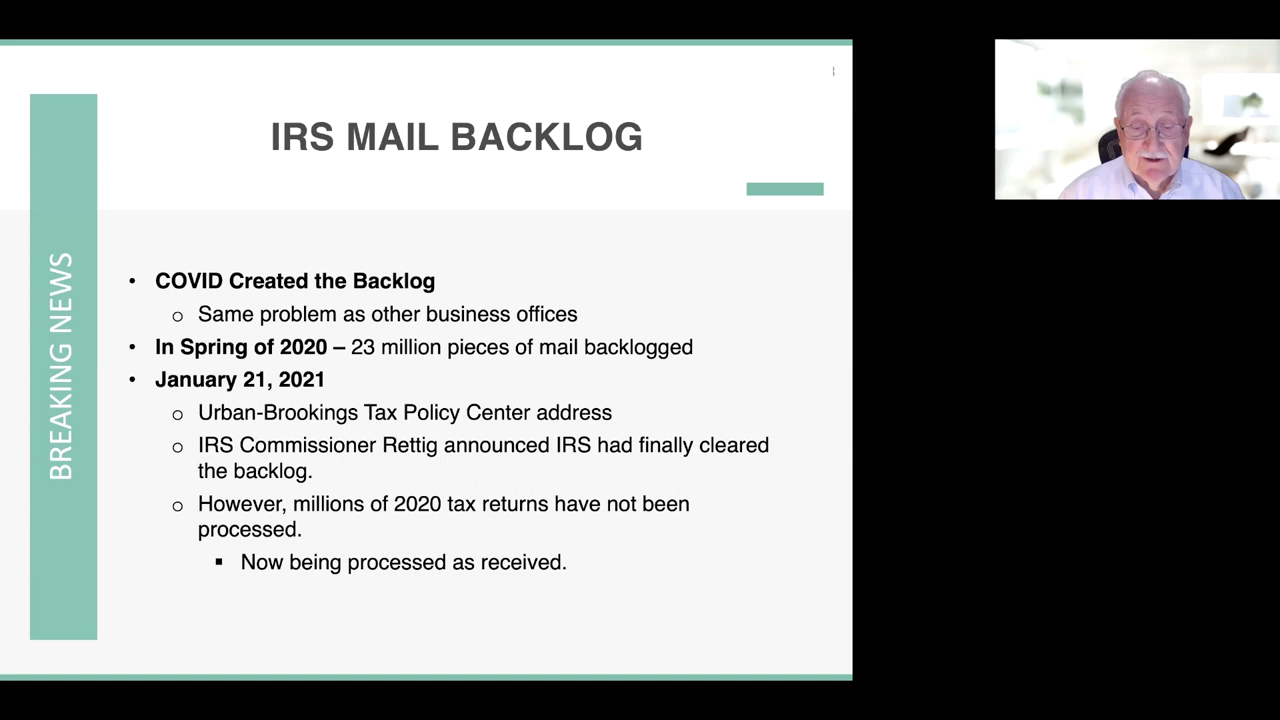 IRS MAIL BACKLOG
BREAKING NEWS
• COVID Created the Backlog
o Same problem as other business offices
• In Spring of 2020 – 23 million pieces of mail backlogged
• January 21, 2021
o Urban-Brookings Tax Policy Center address
o IRS Commissioner Rettig announced IRS had finally cleared
the backlog.
o However, millions of 2020 tax returns have not been
processed.
▪ Now being processed as received.